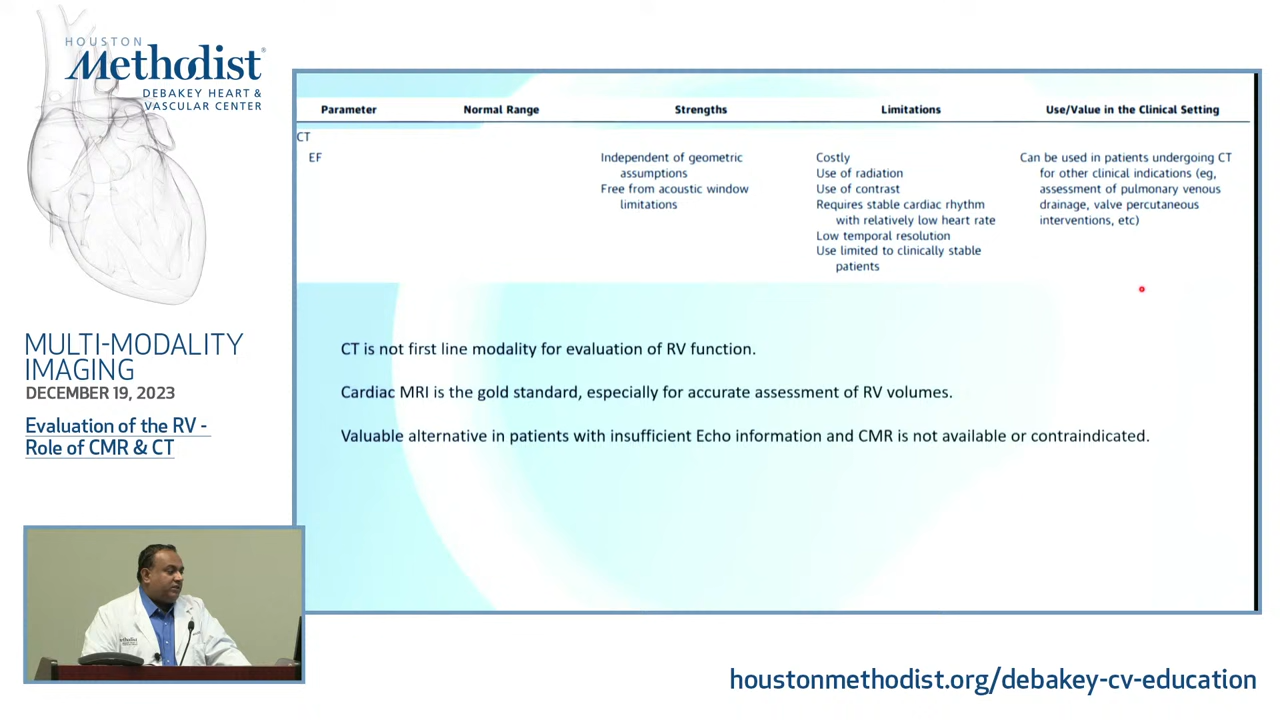 HOUSTON
Methodist®
DEBAKEY HEART &
VASCULAR CENTER
MULTI-MODALITY
IMAGING
DECEMBER 19, 2023
Evaluation of the RV -
Role of CMR & CT
Parameter Normal Range Strengths Limitations Use/Value in the Clinical Setting
CT
EF Independent of geometric Costly Can be used in patients undergoing CT
assumptions Use of radiation for other clinical indications (eg,
Free from acoustic window Use of contrast assessment of pulmonary venous
limitations Requires stable cardiac rhythm drainage, valve percutaneous
with relatively low heart rate interventions, etc)
Low temporal resolution
Use limited to clinically stable
patients
CT is not first line modality for evaluation of RV function.
Cardiac MRI is the gold standard, especially for accurate assessment of RV volumes.
Valuable alternative in patients with insufficient Echo information and CMR is not available or contraindicated.
Methodist
houstonmethodist.org/debakey-cv-education